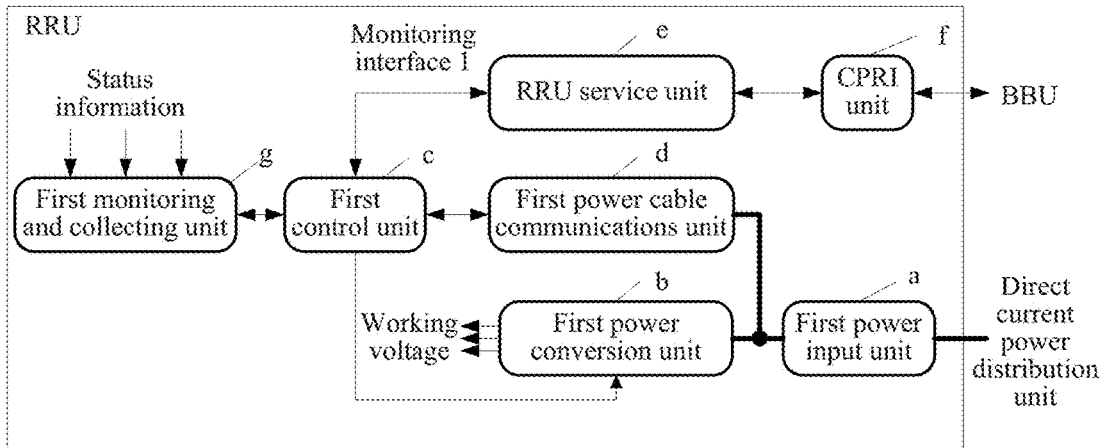 RRU
Monitoring
interface 1
e
RRU service unit
f
CPRI
unit
BBU
Status
information
g
First monitoring
and collecting unit
c
First
control unit
d
First power cable
communications unit
b
First power
conversion unit
Working
voltage
a
First power
input unit
Direct
current
power
distribution
unit